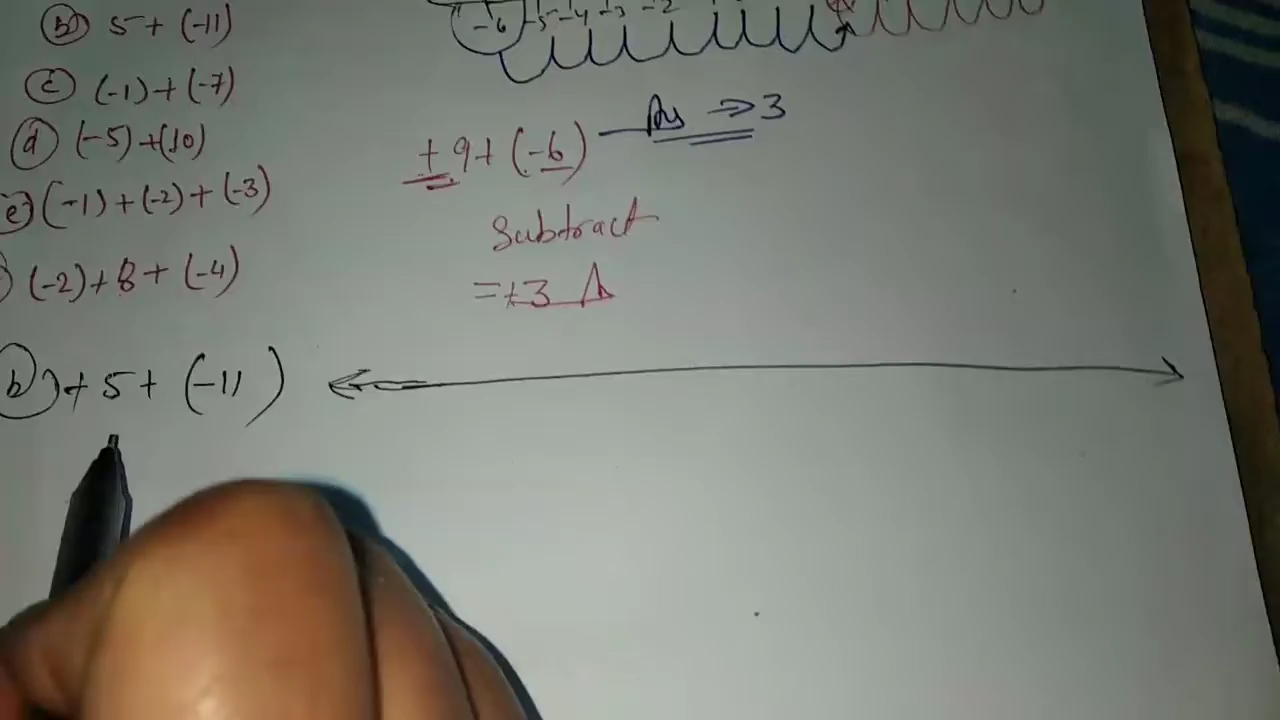 (b) 5 + (-11)
(c) (-1) + (-7)
(d) (-5) + (10)
(e) (-1) + (-2) + (-3)
) (-2) + 8 + (-4)
-6 -5 -4 -3 -2
+ 9 + (-6) As ⇒ 3
Subtract
= +3 A
(b) + 5 + (-11)